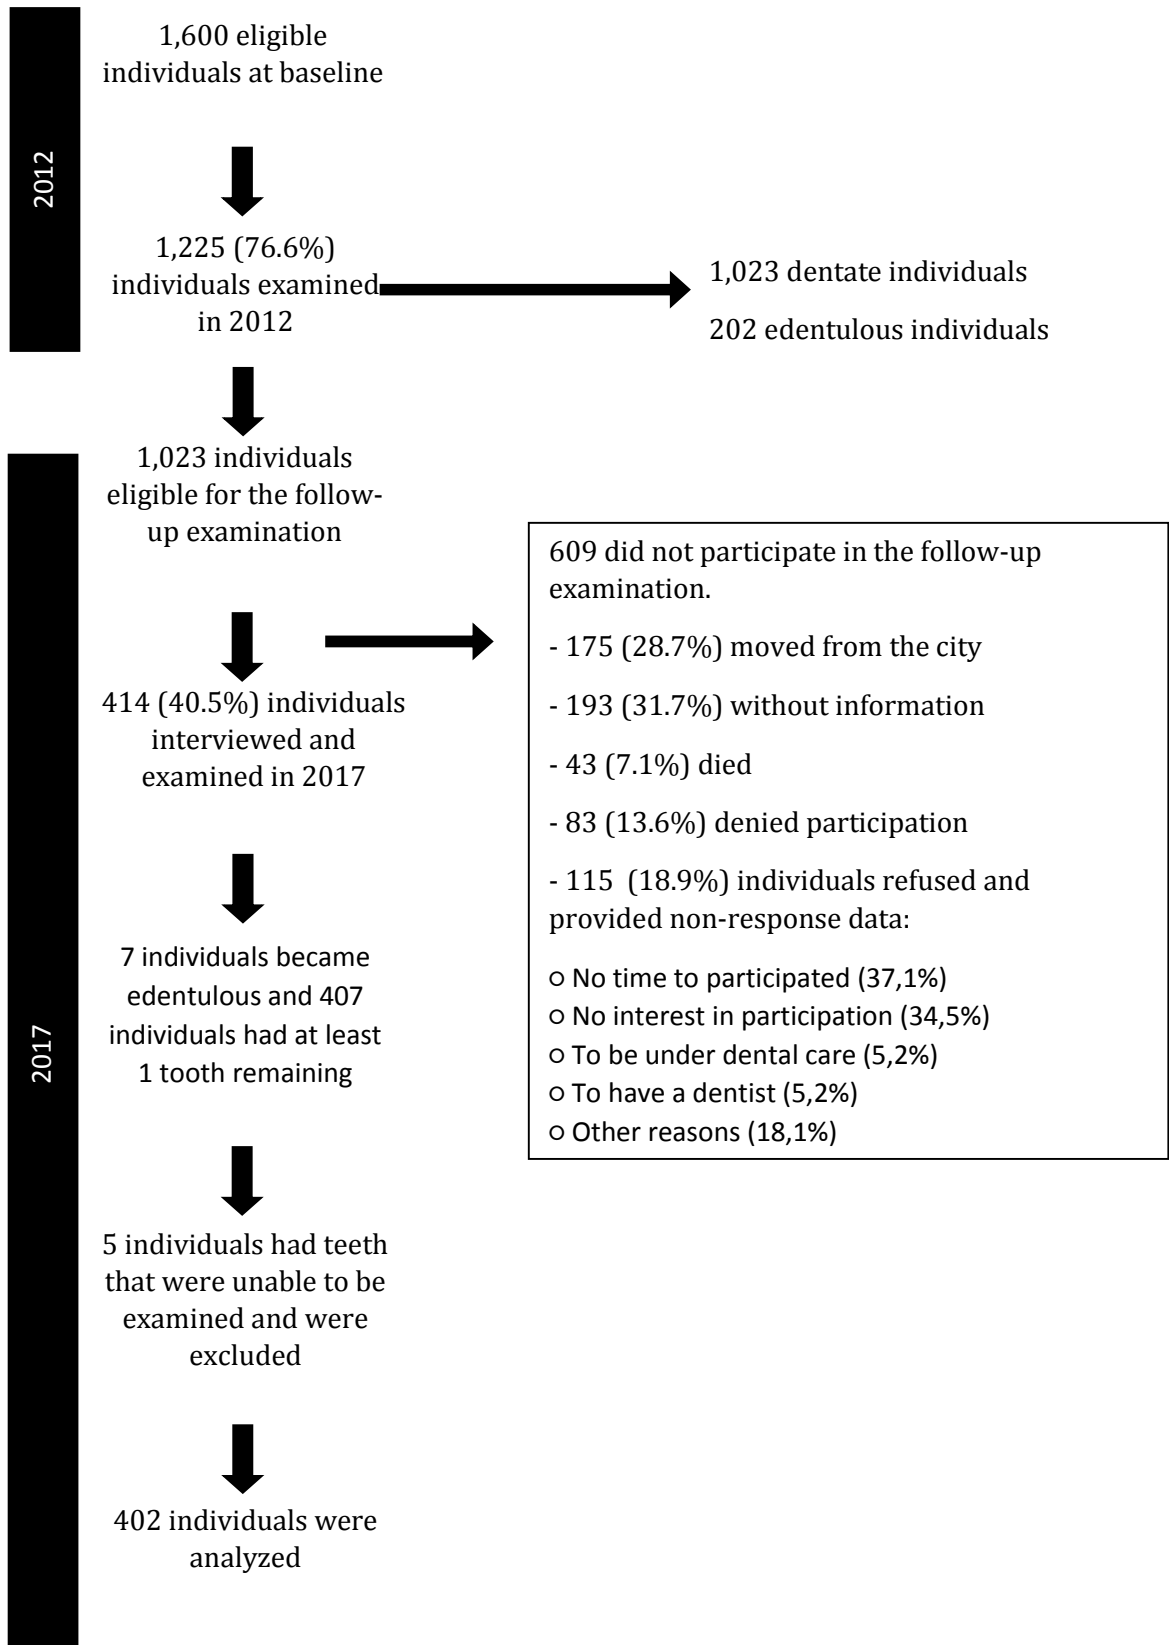 2012
1,600 eligible
individuals at baseline
1,225 (76.6%)
individuals examined
in 2012
1,023 dentate individuals
202 edentulous individuals
2017
1,023 individuals
eligible for the follow-
up examination
609 did not participate in the follow-up
examination.
- 175 (28.7%) moved from the city
- 193 (31.7%) without information
- 43 (7.1%) died
- 83 (13.6%) denied participation
- 115 (18.9%) individuals refused and
provided non-response data:
○ No time to participated (37,1%)
○ No interest in participation (34,5%)
○ To be under dental care (5,2%)
○ To have a dentist (5,2%)
○ Other reasons (18,1%)
414 (40.5%) individuals
interviewed and
examined in 2017
7 individuals became
edentulous and 407
individuals had at least
1 tooth remaining
5 individuals had teeth
that were unable to be
examined and were
excluded
402 individuals were
analyzed